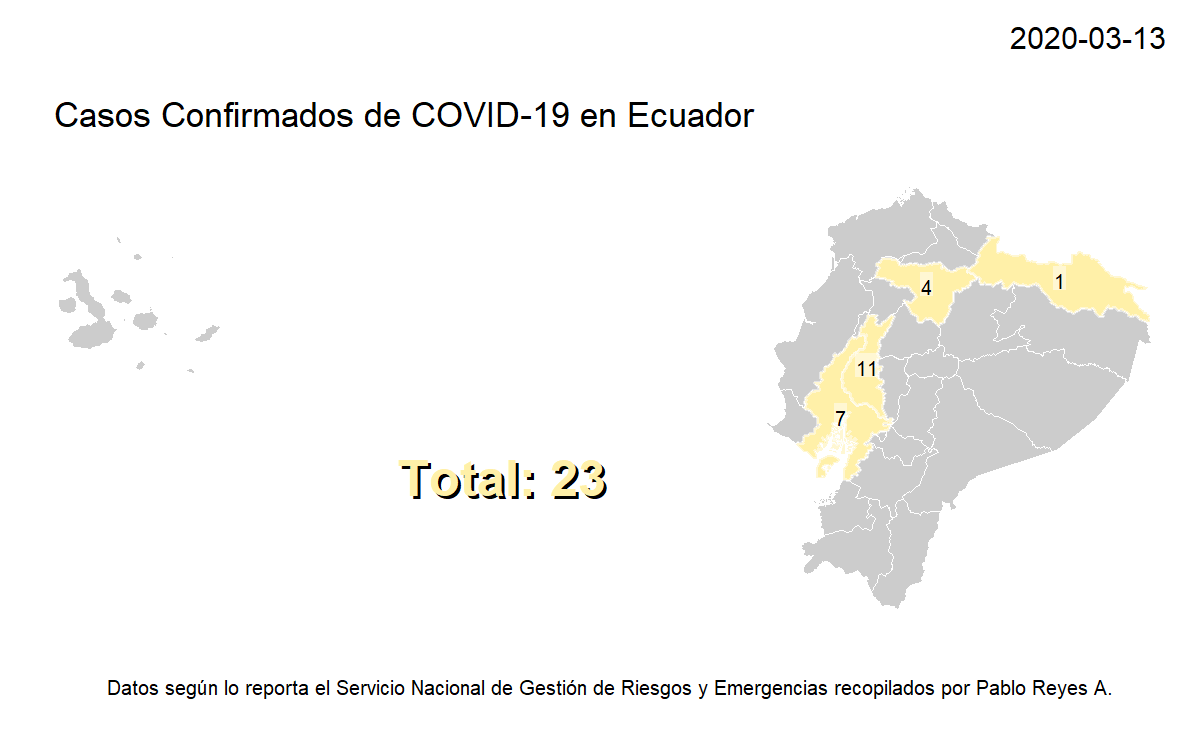 2020-03-13
Casos Confirmados de COVID-19 en Ecuador
4
1
11
7
Total: 23
Datos según lo reporta el Servicio Nacional de Gestión de Riesgos y Emergencias recopilados por Pablo Reyes A.